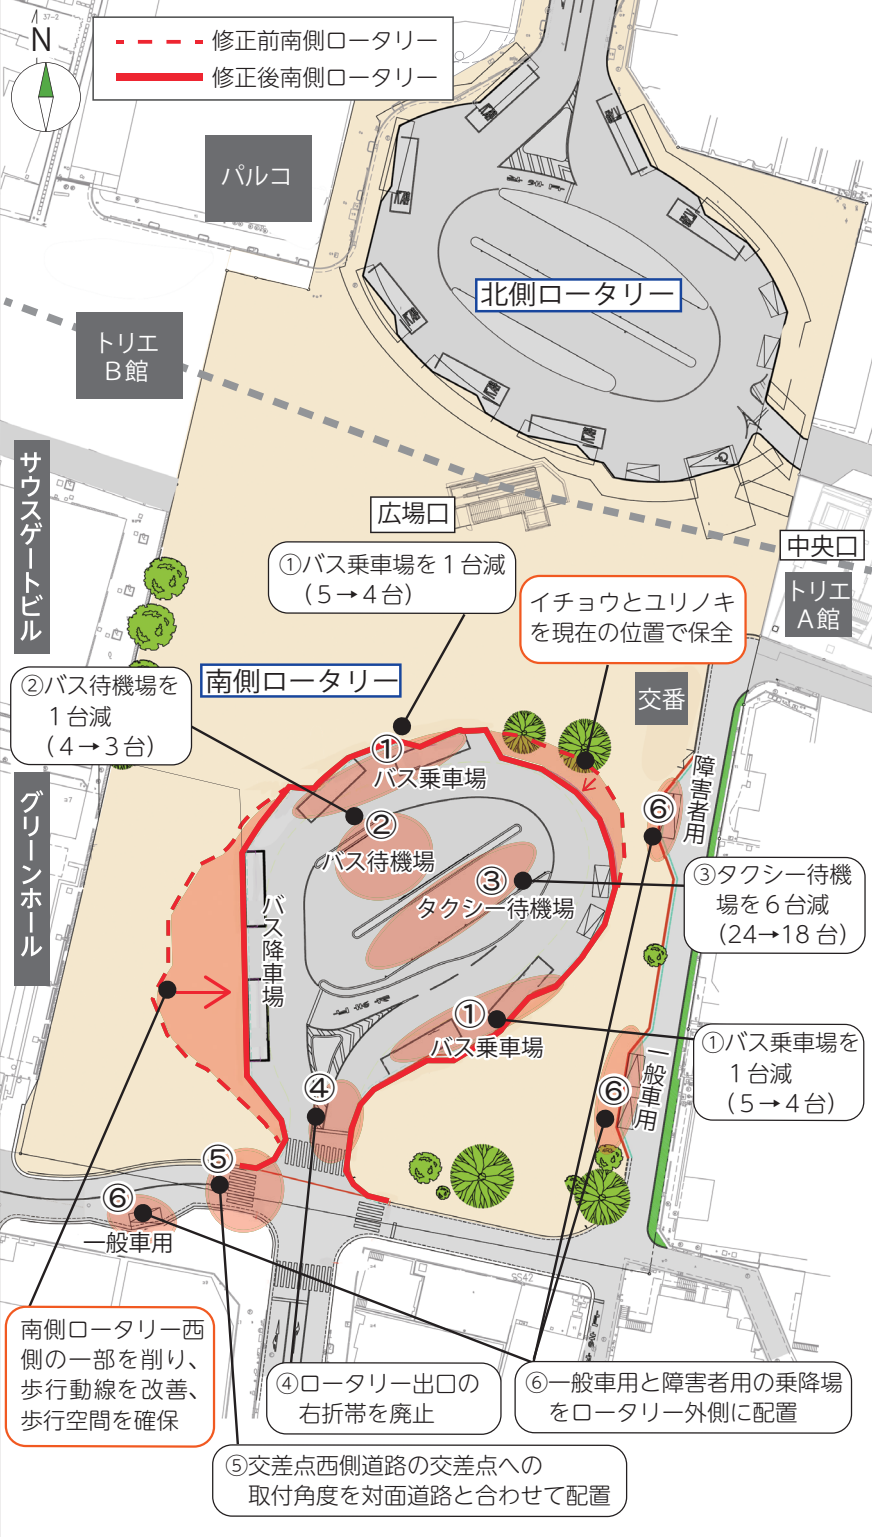 N
修正前南側ロータリー
修正後南側ロータリー
パルコ
北側ロータリー
トリエ
B館
サウスゲートビル
広場口
中央口
①バス乗車場を1台減
(5→4台)
イチョウとユリノキ
を現在の位置で保全
トリエ
A館
南側ロータリー
②バス待機場を
1台減
(4→3台)
交番
①
バス乗車場
障害者用
⑥
②
バス待機場
グリーンホール
③
タクシー待機場
③タクシー待機
場を6台減
(24→18台)
バス降車場
①
バス乗車場
①バス乗車場を
1台減
(5→4台)
一般車用
⑥
④
⑤
⑥
一般車用
SS42
南側ロータリー西
側の一部を削り、
歩行動線を改善、
歩行空間を確保
④ロータリー出口の
右折帯を廃止
⑥一般車用と障害者用の乗降場
をロータリー外側に配置
⑤交差点西側道路の交差点への
取付角度を対面道路と合わせて配置